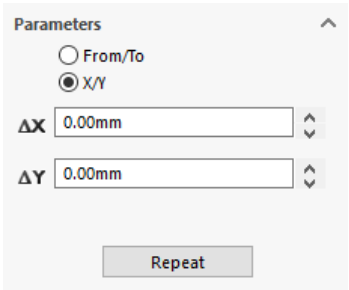 Parameters
From/To
X/Y
ΔX 0.00mm
ΔY 0.00mm
Repeat